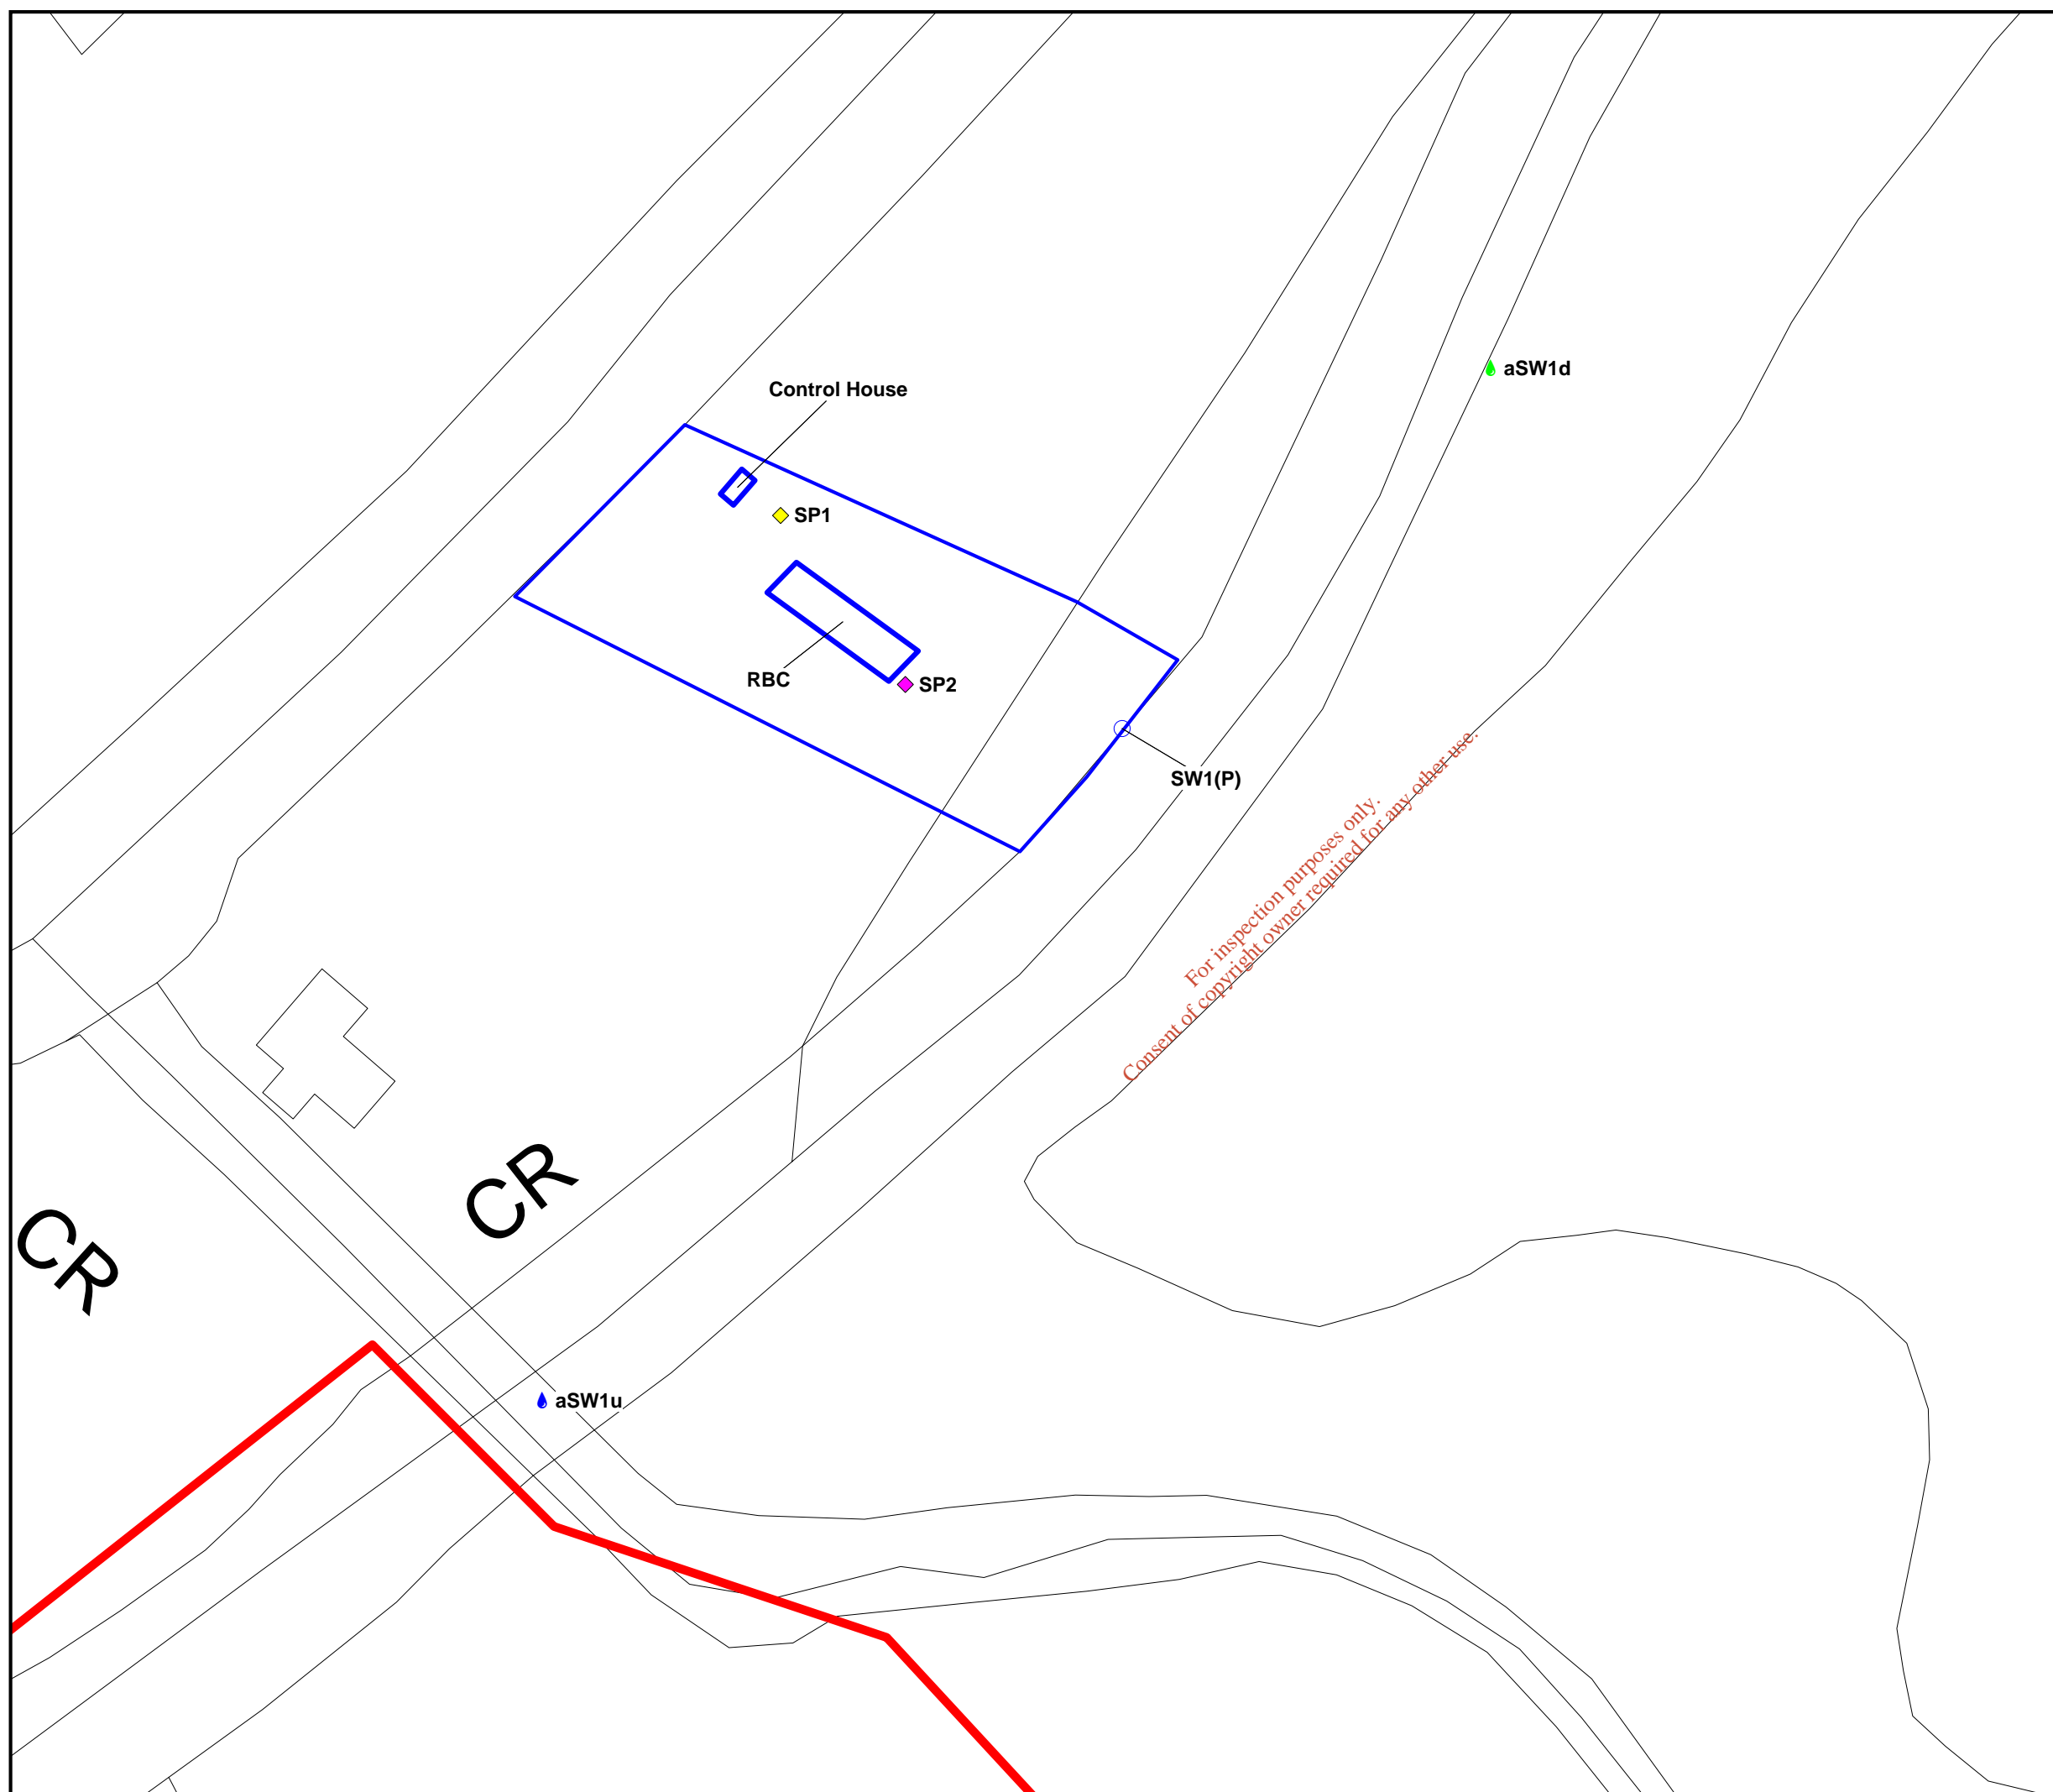 aSW1d
Control House
SP1
RBC
SP2
SW1(P)
For inspection purposes only.
Consent of copyright owner required for any other use.
CR
CR
aSW1u